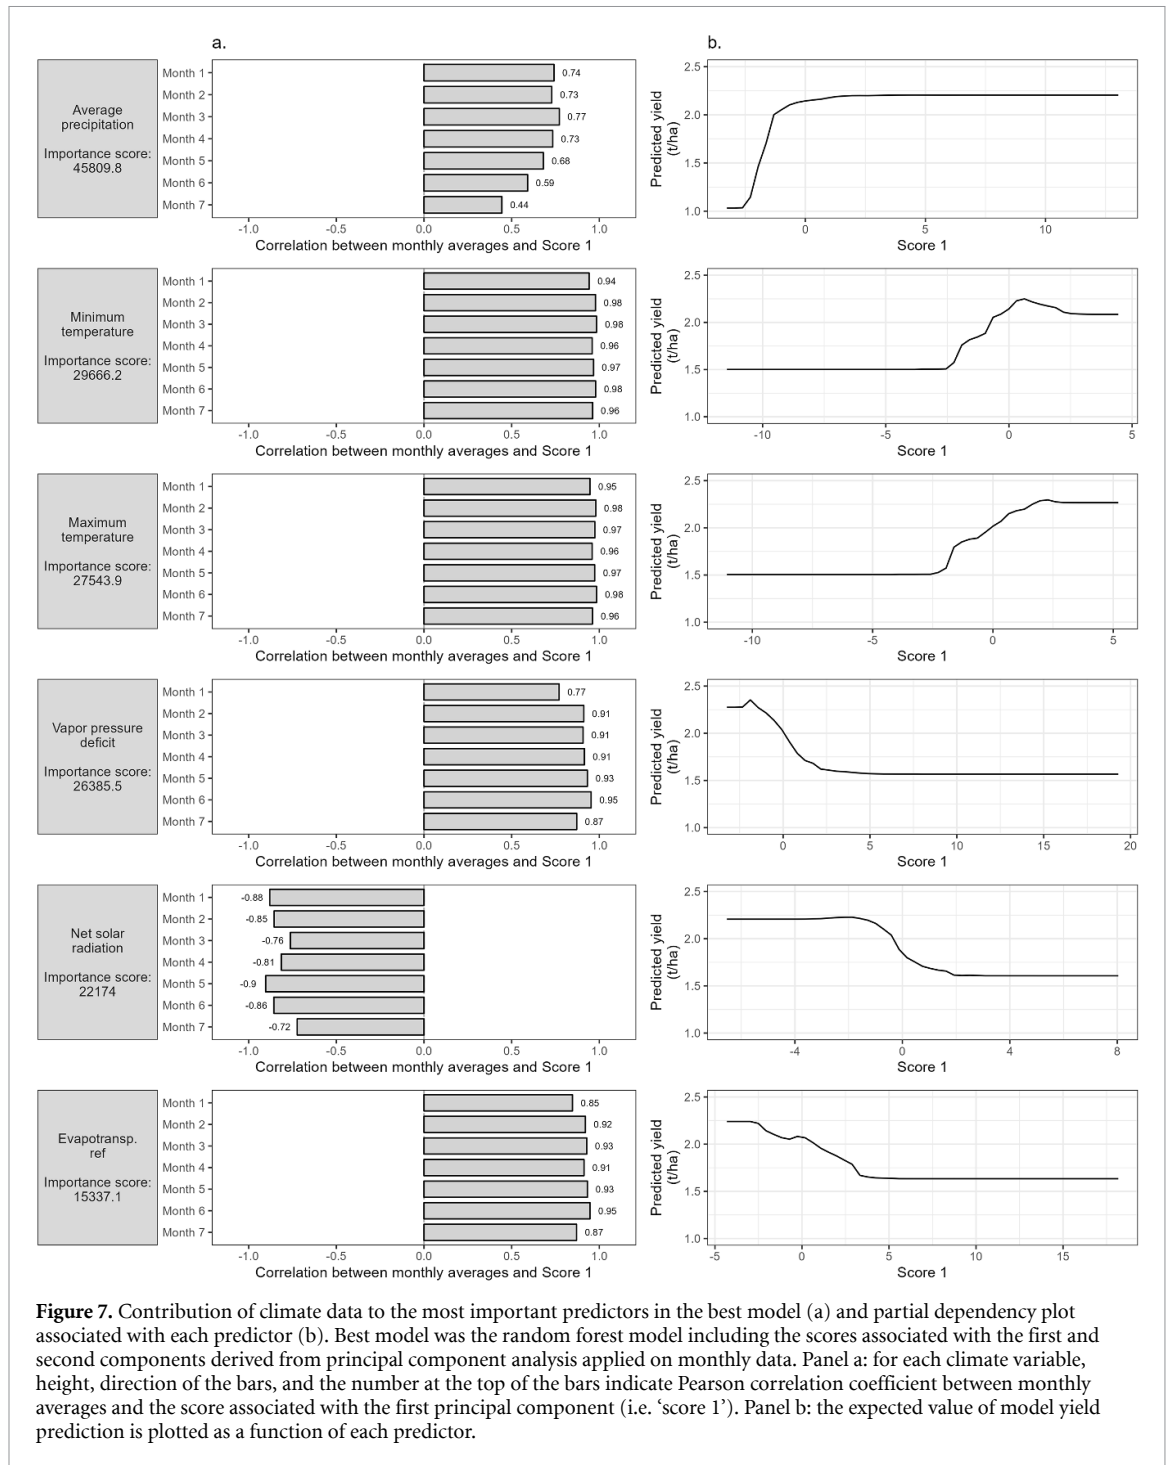 a.
b.
Average
precipitation
Importance score:
45809.8
Month 1
Month 2
Month 3
Month 4
Month 5
Month 6
Month 7
0.74
0.73
0.77
0.73
0.68
0.59
0.44
-1.0 -0.5 0.0 0.5 1.0
Correlation between monthly averages and Score 1
Predicted yield
(t/ha)
2.5
2.0
1.5
1.0
0 5 10
Score 1
Minimum
temperature
Importance score:
29666.2
Month 1
Month 2
Month 3
Month 4
Month 5
Month 6
Month 7
0.94
0.98
0.98
0.96
0.97
0.98
0.96
-1.0 -0.5 0.0 0.5 1.0
Correlation between monthly averages and Score 1
Predicted yield
(t/ha)
2.5
2.0
1.5
1.0
-10 -5 0 5
Score 1
Maximum
temperature
Importance score:
27543.9
Month 1
Month 2
Month 3
Month 4
Month 5
Month 6
Month 7
0.95
0.98
0.97
0.96
0.97
0.98
0.96
-1.0 -0.5 0.0 0.5 1.0
Correlation between monthly averages and Score 1
Predicted yield
(t/ha)
2.5
2.0
1.5
1.0
-10 -5 0 5
Score 1
Vapor pressure
deficit
Importance score:
26385.5
Month 1
Month 2
Month 3
Month 4
Month 5
Month 6
Month 7
0.77
0.91
0.91
0.91
0.93
0.95
0.87
-1.0 -0.5 0.0 0.5 1.0
Correlation between monthly averages and Score 1
Predicted yield
(t/ha)
2.5
2.0
1.5
1.0
0 5 10 15 20
Score 1
Net solar
radiation
Importance score:
22174
Month 1
Month 2
Month 3
Month 4
Month 5
Month 6
Month 7
-0.88
-0.85
-0.76
-0.81
-0.9
-0.86
-0.72
-1.0 -0.5 0.0 0.5 1.0
Correlation between monthly averages and Score 1
Predicted yield
(t/ha)
2.5
2.0
1.5
1.0
-4 0 4 8
Score 1
Evapotransp.
ref
Importance score:
15337.1
Month 1
Month 2
Month 3
Month 4
Month 5
Month 6
Month 7
0.85
0.92
0.93
0.91
0.93
0.95
0.87
-1.0 -0.5 0.0 0.5 1.0
Correlation between monthly averages and Score 1
Predicted yield
(t/ha)
2.5
2.0
1.5
1.0
-5 0 5 10 15
Score 1
Figure 7. Contribution of climate data to the most important predictors in the best model (a) and partial dependency plot
associated with each predictor (b). Best model was the random forest model including the scores associated with the first and
second components derived from principal component analysis applied on monthly data. Panel a: for each climate variable,
height, direction of the bars, and the number at the top of the bars indicate Pearson correlation coefficient between monthly
averages and the score associated with the first principal component (i.e. ‘score 1’). Panel b: the expected value of model yield
prediction is plotted as a function of each predictor.